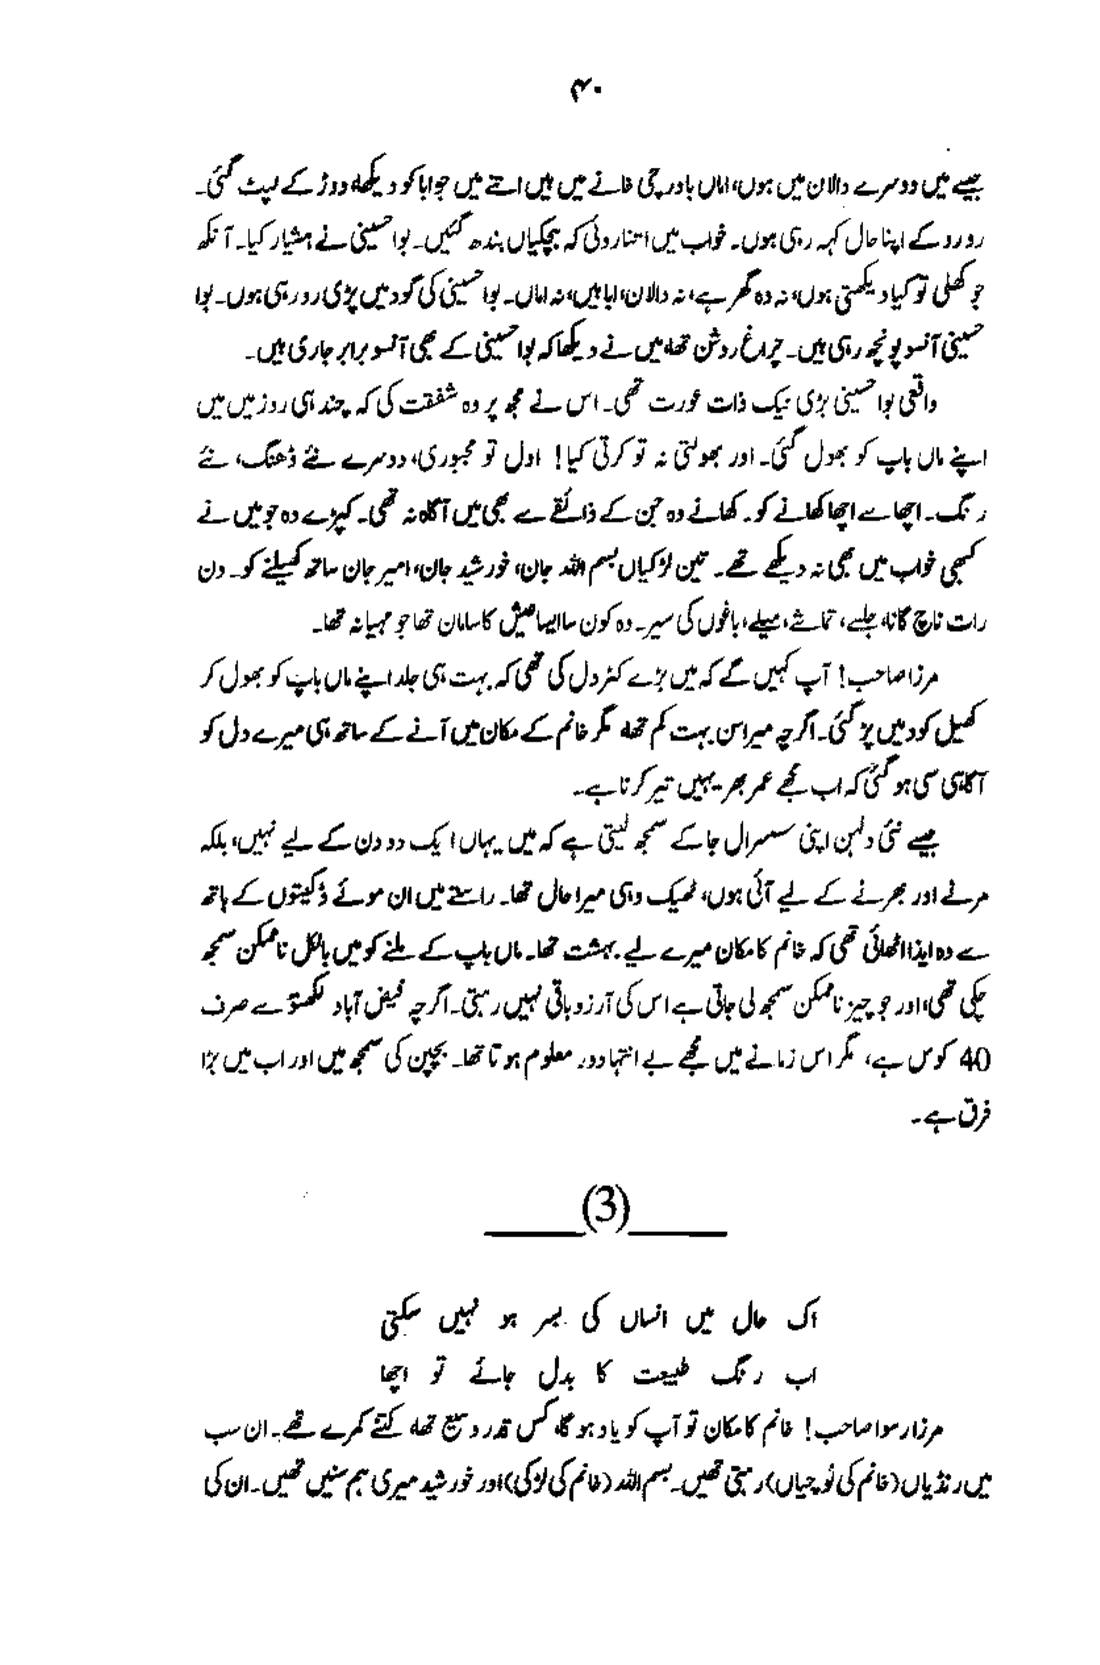 ۴۰
جیسے میں دوسرے دالان میں ہوں، اماں باورچی خانے میں ہیں اتنے میں جو ابا کو دیکھا، دوڑ کے لپٹ گئی۔
رو رو کے اپنا حال کہہ رہی ہوں۔ خواب میں اتنا روئی کہ ہچکیاں بندھ گئیں۔ بوا حسینی نے ہشیار کیا۔ آنکھ
جو کھلی تو کیا دیکھتی ہوں، نہ وہ گھر ہے، نہ دالان، ابا ہیں، نہ اماں۔ بوا حسینی کی گود میں پڑی رو رہی ہوں۔ بوا
حسینی آنسو پونچھ رہی ہیں۔ چراغ روشن تھا، میں نے دیکھا کہ بوا حسینی کے بھی آنسو برابر جاری ہیں۔
واقعی بوا حسینی بڑی نیک ذات عورت تھی۔ اس نے مجھ پر وہ شفقت کی کہ چند ہی روز میں میں
اپنے ماں باپ کو بھول گئی۔ اور بھولتی نہ تو کرتی کیا! اول تو مجبوری، دوسرے نئے ڈھنگ، نئے
رنگ۔ اچھا سے اچھا کھانے کو۔ کھانے وہ جن کے ذائقے سے بھی میں آگاہ نہ تھی۔ کپڑے وہ جو میں نے
کبھی خواب میں بھی نہ دیکھے تھے۔ تین لڑکیاں بسم اللہ جان، خورشید جان، امیر جان ساتھ کھیلنے کو۔ دن
رات ناچ گانا، جلسے، تماشے، میلے، باغوں کی سیر۔ وہ کون سا ایسا عیش کا سامان تھا جو مہیا نہ تھا۔
مرزا صاحب! آپ کہیں گے کہ میں بڑے کٹر دل کی تھی کہ بہت ہی جلد اپنے ماں باپ کو بھول کر
کھیل کود میں پڑ گئی۔ اگرچہ میرا سن بہت کم تھا، مگر خانم کے مکان میں آنے کے ساتھ ہی میرے دل کو
آگاہی سی ہو گئی کہ اب مجھے عمر بھر یہیں تیر کرنا ہے۔
جیسے نئی دلہن اپنی سسرال جا کے سمجھ لیتی ہے کہ میں یہاں ایک دو دن کے لیے نہیں، بلکہ
مرنے اور بھرنے کے لیے آئی ہوں، ٹھیک وہی میرا حال تھا۔ راستے میں ان موئے ڈکیتوں کے ہاتھ
سے وہ ایذا اٹھائی تھی کہ خانم کا مکان میرے لیے بہشت تھا۔ ماں باپ کے ملنے کو میں بالکل ناممکن سمجھ
چکی تھی، اور جو چیز ناممکن سمجھ لی جاتی ہے اس کی آرزو باقی نہیں رہتی۔ اگرچہ فیض آباد لکھنؤ سے صرف
40 کوس ہے، مگر اس زمانے میں مجھے بے انتہا دور معلوم ہوتا تھا۔ بچپن کی سمجھ میں اور اب میں بڑا
فرق ہے۔
(3)
اک حال میں انساں کی بسر ہو نہیں سکتی
اب رنگ طبیعت کا بدل جائے تو اچھا
مرزا رسوا صاحب! خانم کا مکان تو آپ کو یاد ہو گا، کس قدر وسیع تھا، کتنے کمرے تھے۔ ان سب
میں رنڈیاں (خانم کی نوچیاں) رہتی تھیں۔ بسم اللہ (خانم کی لڑکی) اور خورشید میری ہم سنیں تھیں۔ ان کی